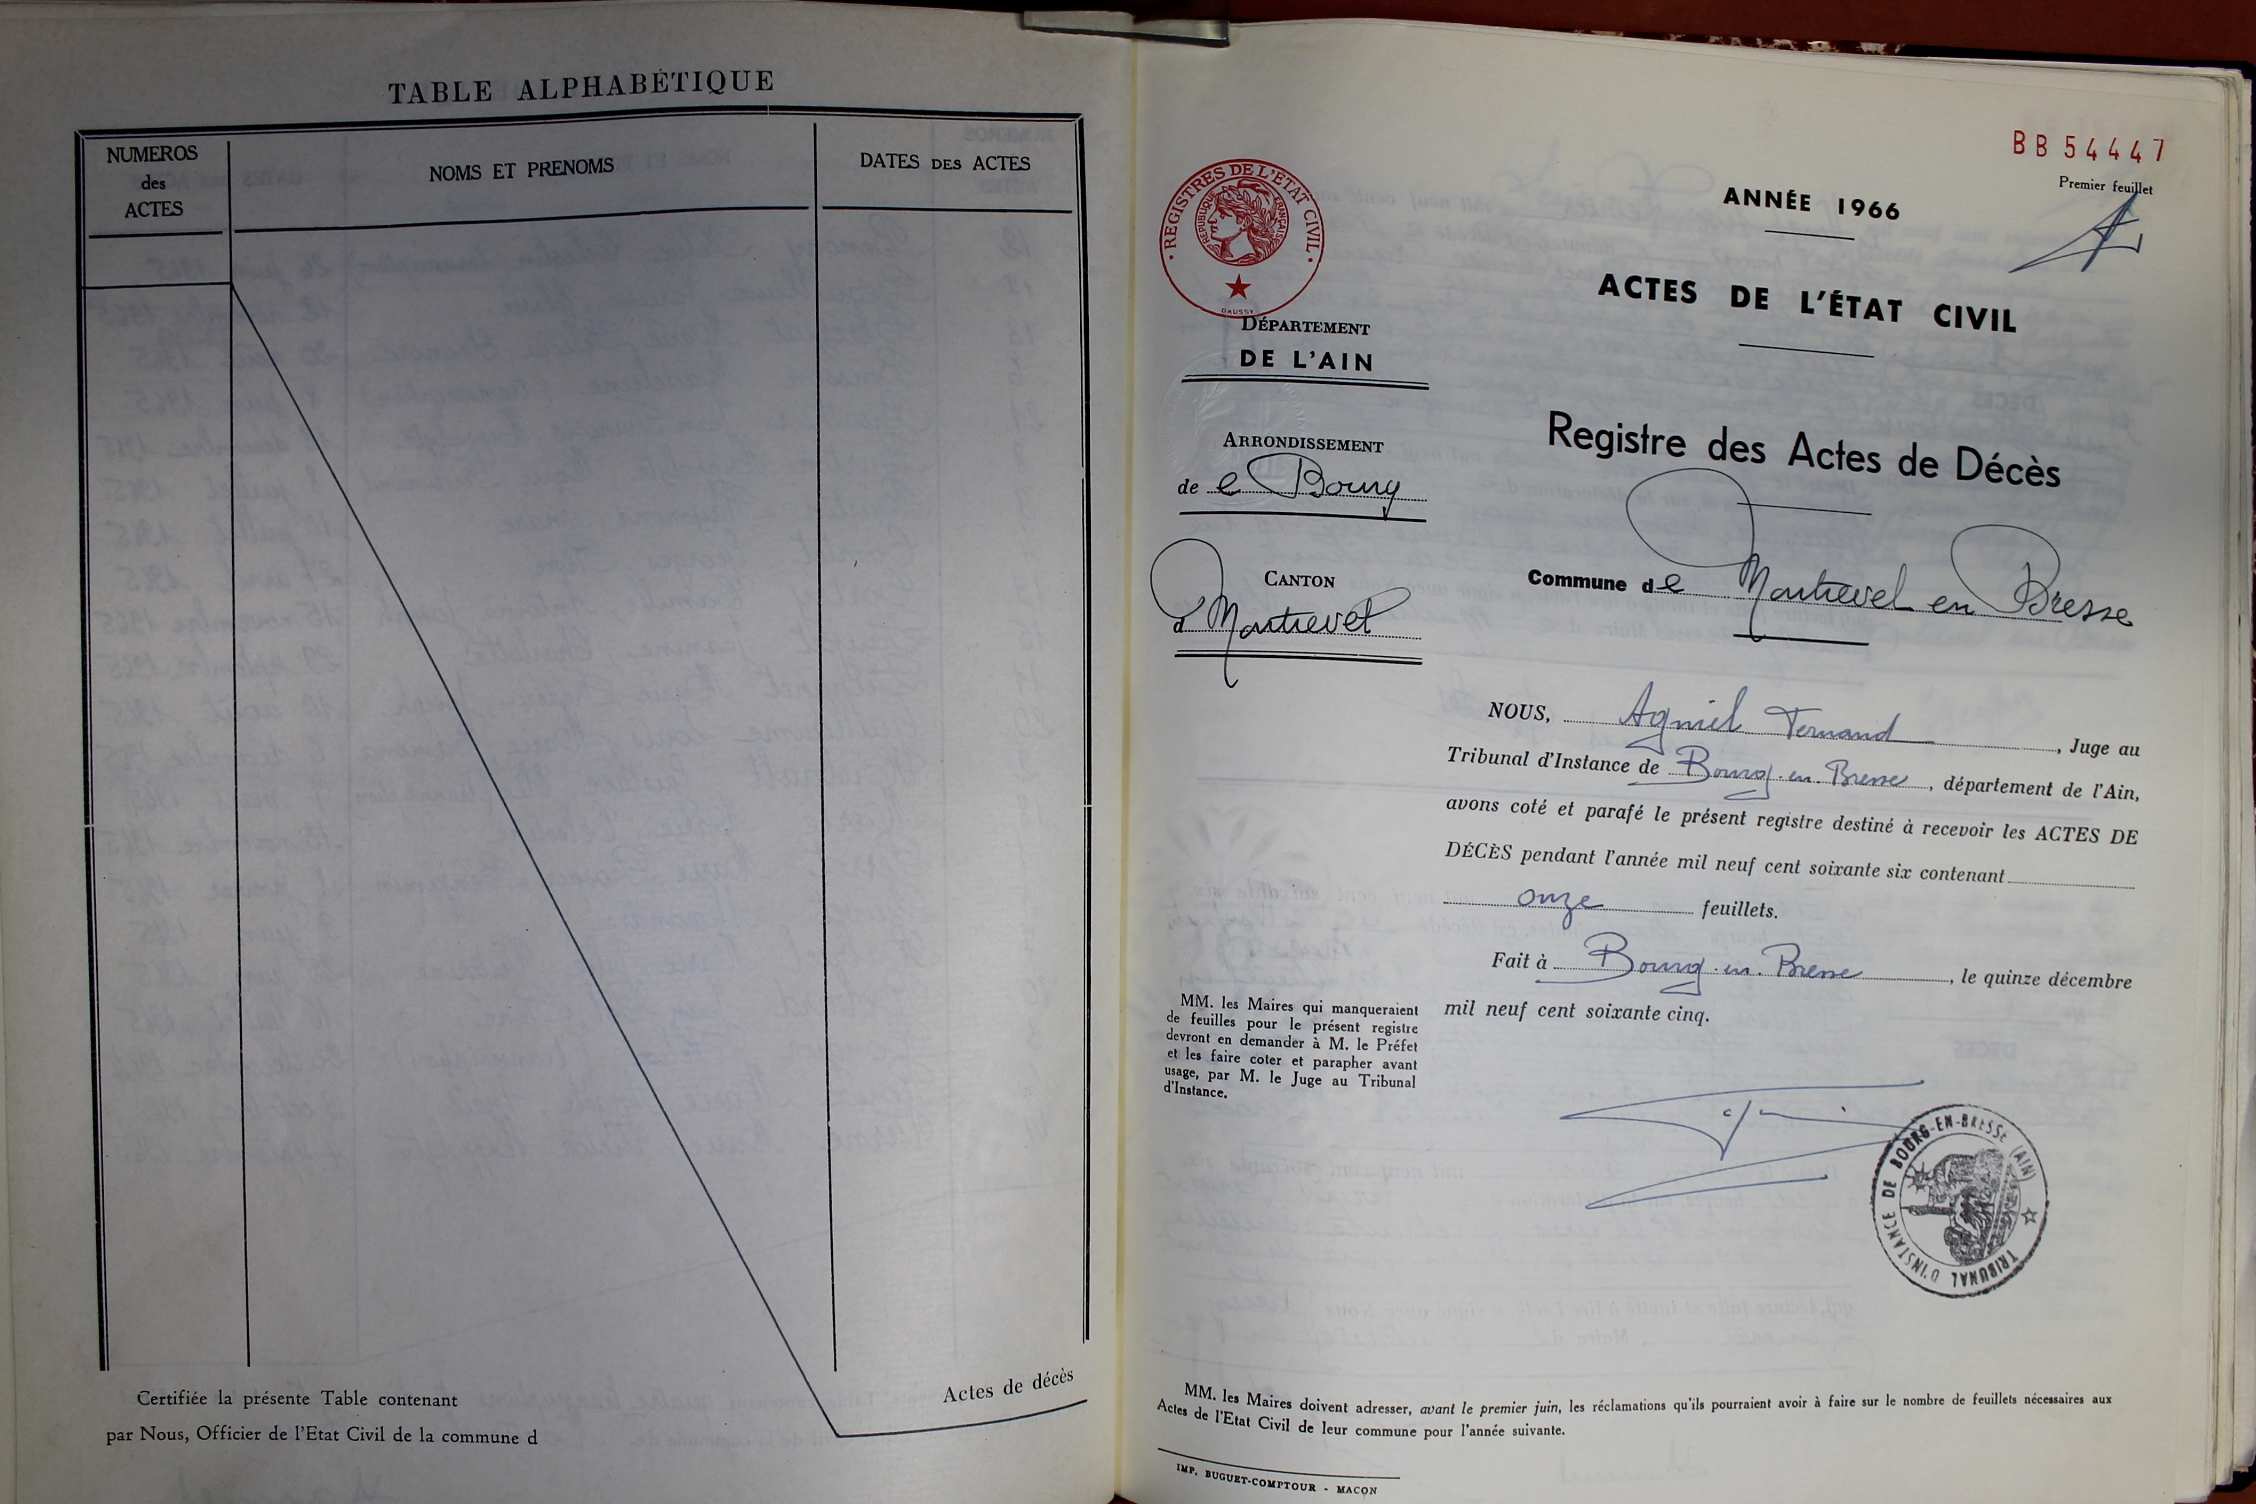 TABLE ALPHABÉTIQUE
NUMEROS
des
ACTES
NOMS ET PRENOMS
DATES DES ACTES
Certifiée la présente Table contenant
Actes de décès
par Nous, Officier de l'Etat Civil de la commune d
BB 54447
Premier feuillet
· REGISTRES DE L'ÉTAT CIVIL ·
RÉPUBLIQUE FRANÇAISE
DAUSSY
ANNÉE 1966
ACTES DE L'ÉTAT CIVIL
DÉPARTEMENT
DE L'AIN
ARRONDISSEMENT
de e Bourg
CANTON
d Montrevel
Registre des Actes de Décès
Commune de Montrevel en Bresse
NOUS, Agniel Fernand, Juge au
Tribunal d'Instance de Bourg-en-Bresse, département de l'Ain,
avons coté et parafé le présent registre destiné à recevoir les ACTES DE
DÉCÈS pendant l'année mil neuf cent soixante six contenant
onze feuillets.
Fait à Bourg-en-Bresse, le quinze décembre
mil neuf cent soixante cinq.
MM. les Maires qui manqueraient
de feuilles pour le présent registre
devront en demander à M. le Préfet
et les faire coter et parapher avant
usage, par M. le Juge au Tribunal
d'Instance.
TRIBUNAL D'INSTANCE DE BOURG-EN-BRESSE (AIN)
MM. les Maires doivent adresser, avant le premier juin, les réclamations qu'ils pourraient avoir à faire sur le nombre de feuillets nécessaires aux
Actes de l'Etat Civil de leur commune pour l'année suivante.
IMP. BUGUET-COMPTOUR - MACON